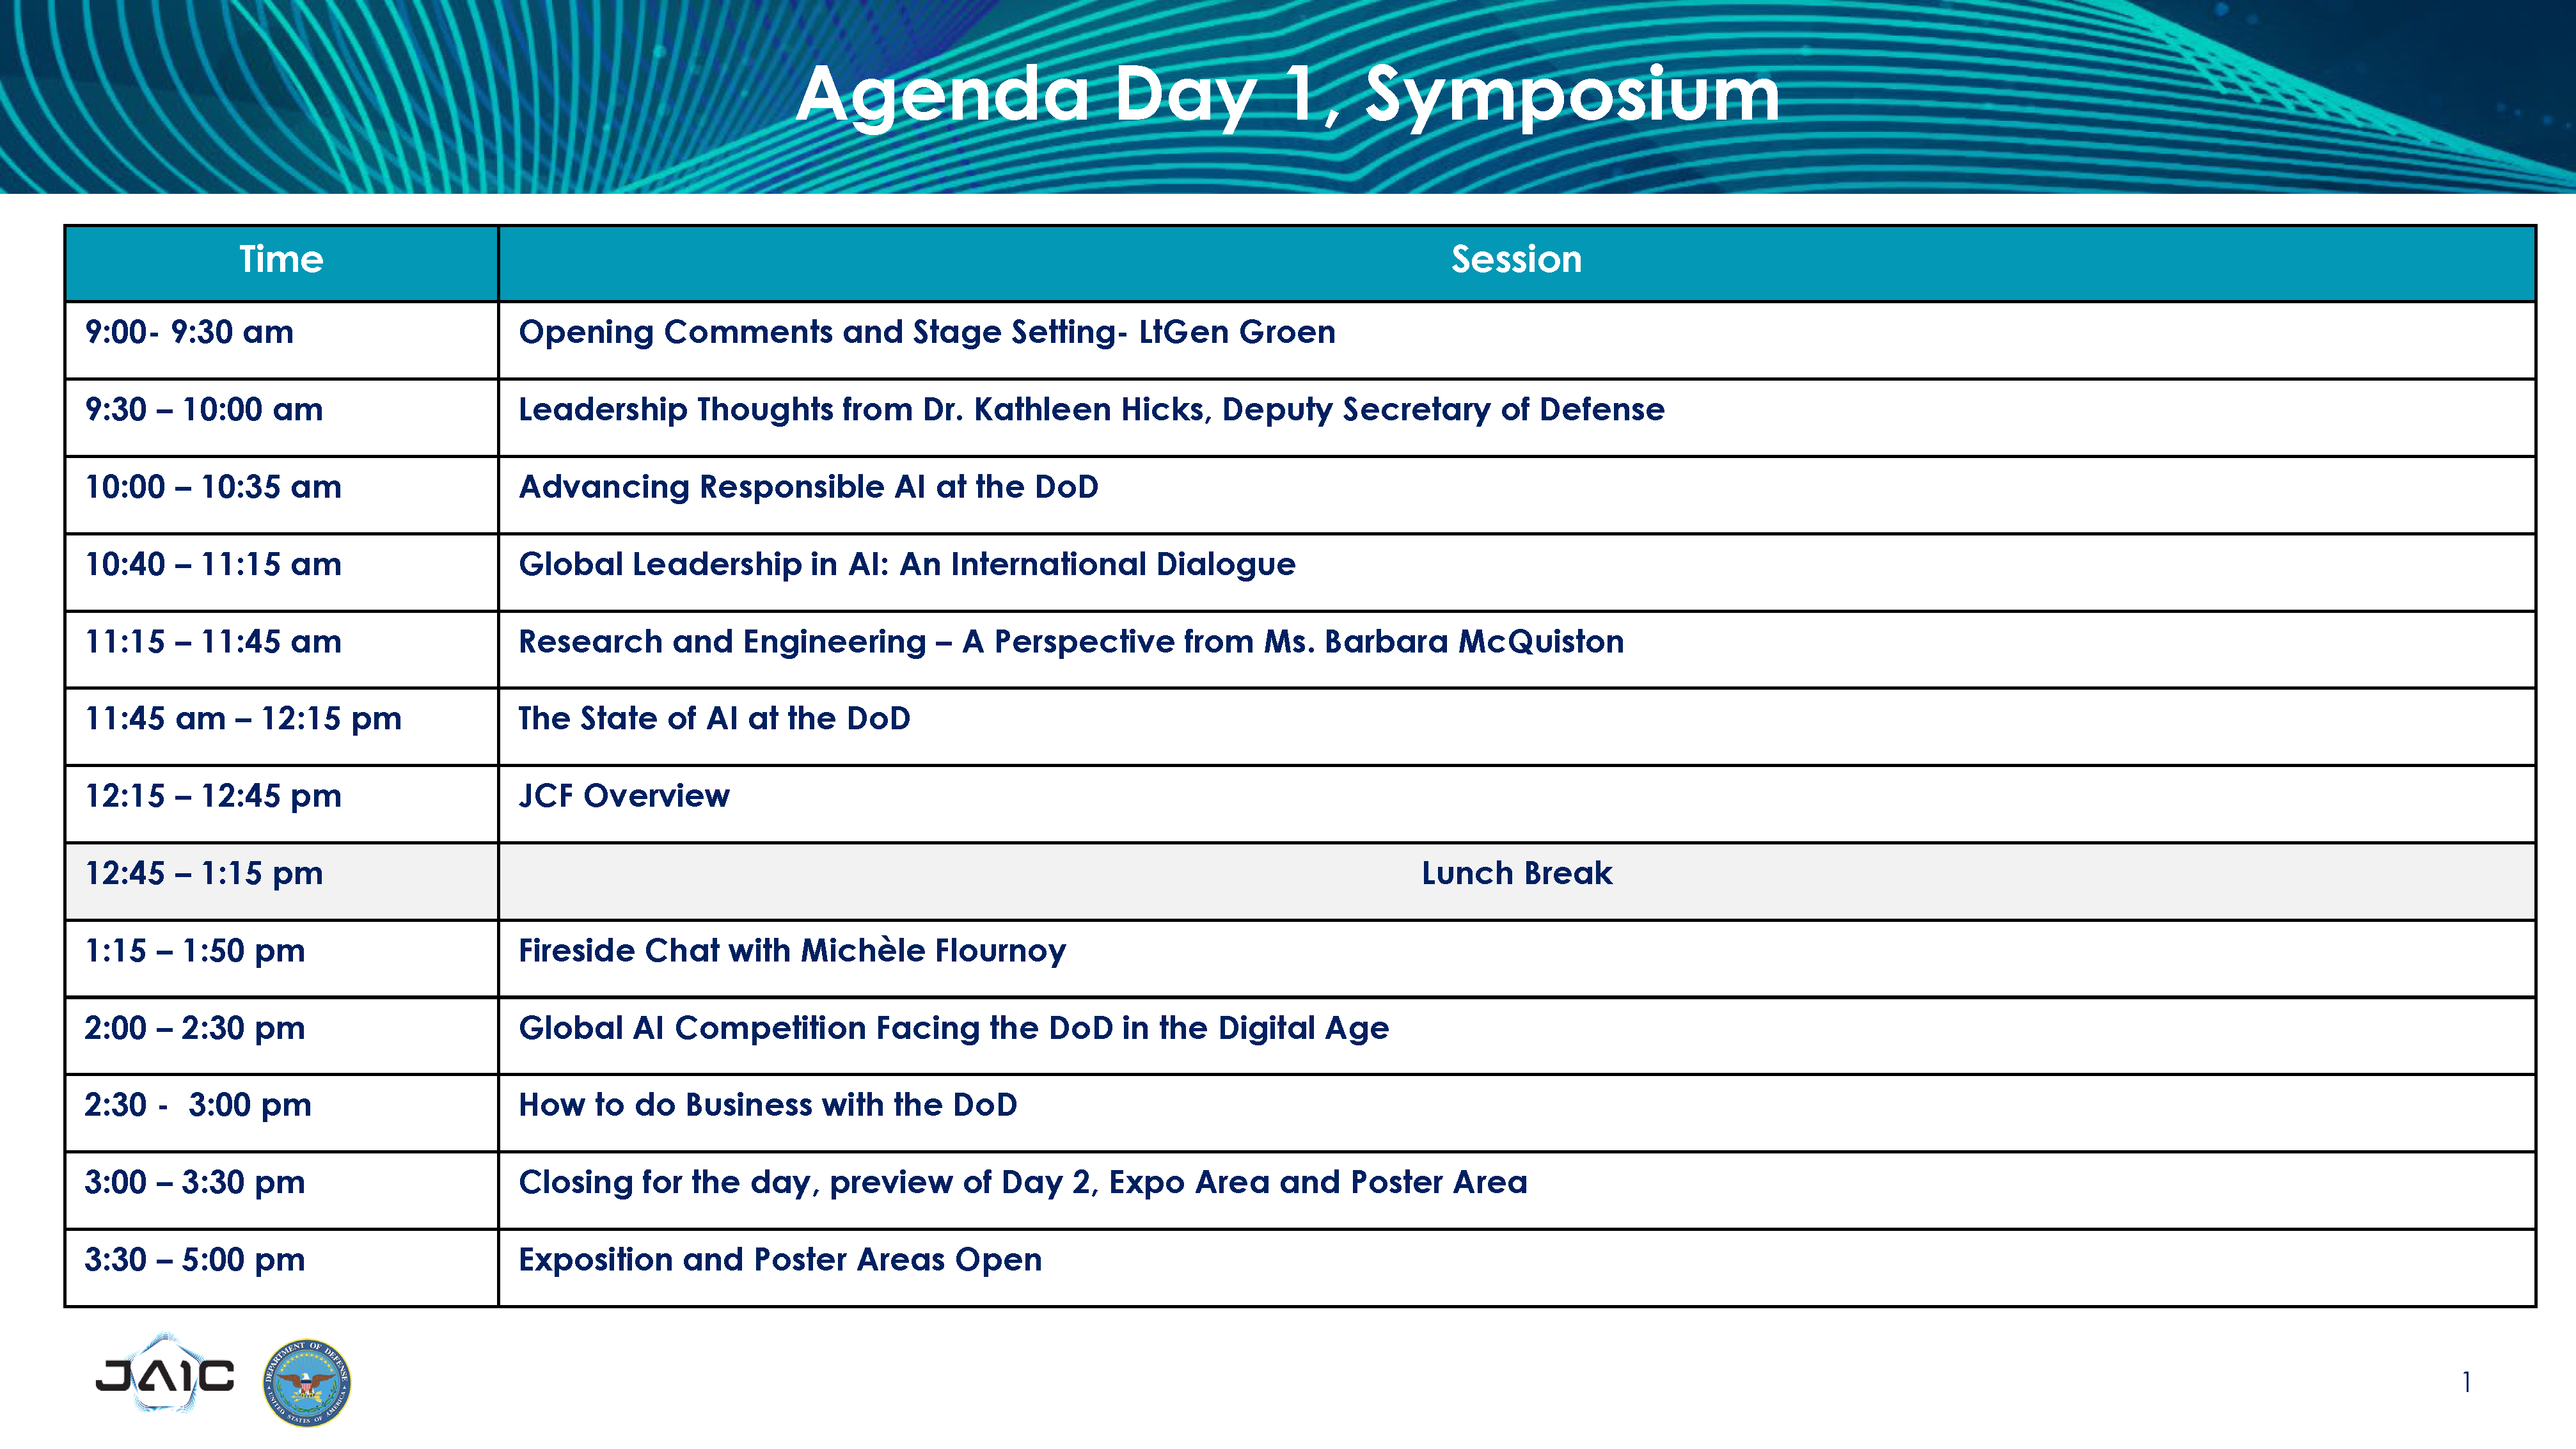 Agenda Day 1, Symposium
Time Session
9:00- 9:30 am Opening Comments and Stage Setting- LtGen Groen
9:30 – 10:00 am Leadership Thoughts from Dr. Kathleen Hicks, Deputy Secretary of Defense
10:00 – 10:35 am Advancing Responsible AI at the DoD
10:40 – 11:15 am Global Leadership in AI: An International Dialogue
11:15 – 11:45 am Research and Engineering – A Perspective from Ms. Barbara McQuiston
11:45 am – 12:15 pm The State of AI at the DoD
12:15 – 12:45 pm JCF Overview
12:45 – 1:15 pm Lunch Break
1:15 – 1:50 pm Fireside Chat with Michèle Flournoy
2:00 – 2:30 pm Global AI Competition Facing the DoD in the Digital Age
2:30 -  3:00 pm How to do Business with the DoD
3:00 – 3:30 pm Closing for the day, preview of Day 2, Expo Area and Poster Area
3:30 – 5:00 pm Exposition and Poster Areas Open
JAIC
DEPARTMENT OF DEFENSE
UNITED STATES OF AMERICA
1